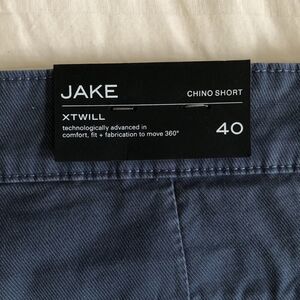 JAKE
CHINO SHORT
XTWILL
technologically advanced in
comfort, fit + fabrication to move 360°
40